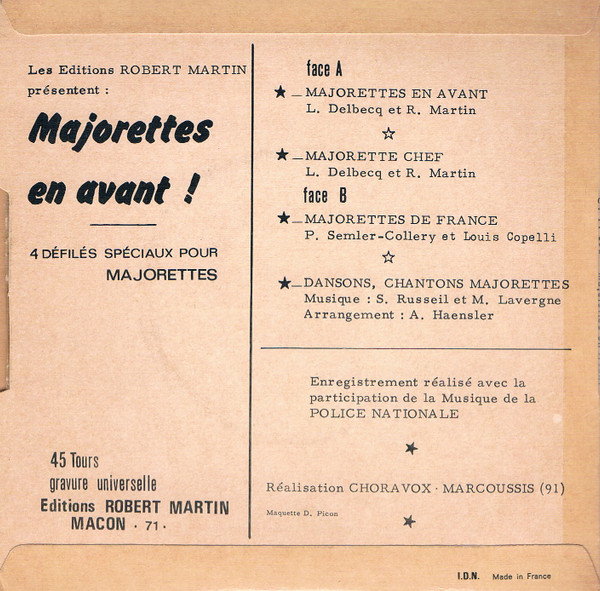 Les Editions ROBERT MARTIN
présentent :
Majorettes
en avant !
4 DÉFILÉS SPÉCIAUX POUR
MAJORETTES
45 Tours
gravure universelle
Editions ROBERT MARTIN
MACON · 71 ·
face A
★ — MAJORETTES EN AVANT
L. Delbecq et R. Martin
☆
★ — MAJORETTE CHEF
L. Delbecq et R. Martin
face B
★ — MAJORETTES DE FRANCE
P. Semler-Collery et Louis Copelli
☆
★ — DANSONS, CHANTONS MAJORETTES
Musique : S. Russeil et M. Lavergne
Arrangement : A. Haensler
Enregistrement réalisé avec la
participation de la Musique de la
POLICE NATIONALE
★
Réalisation CHORAVOX · MARCOUSSIS (91)
Maquette D. Picon
★
I.D.N. Made in France